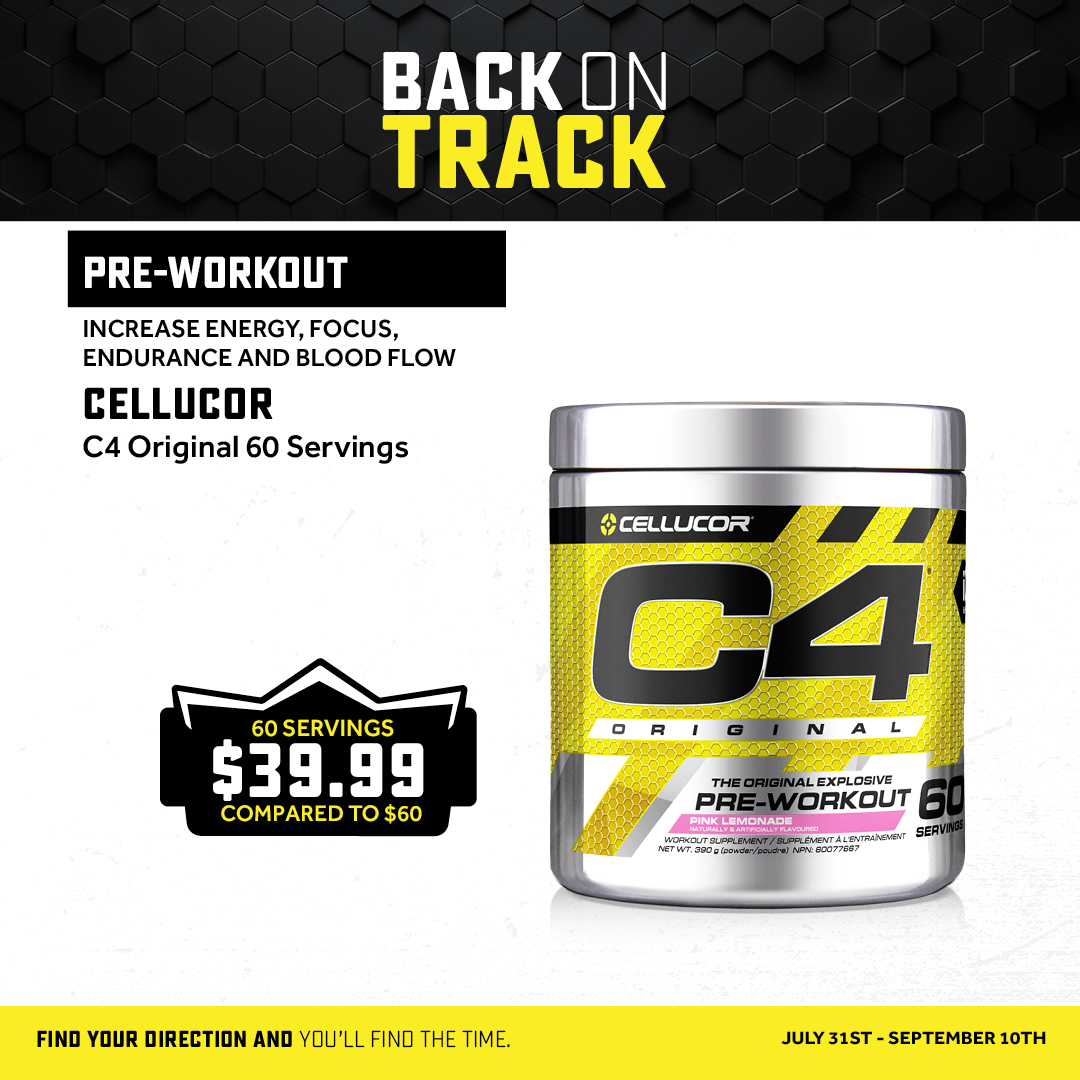 BACK ON
TRACK
PRE-WORKOUT
INCREASE ENERGY, FOCUS,
ENDURANCE AND BLOOD FLOW
CELLUCOR
C4 Original 60 Servings
60 SERVINGS
$39.99
COMPARED TO $60
CELLUCOR®
C4®
ORIGINAL
THE ORIGINAL EXPLOSIVE
PRE-WORKOUT
PINK LEMONADE
NATURALLY & ARTIFICIALLY FLAVOURED
WORKOUT SUPPLEMENT / SUPPLÉMENT À L'ENTRAÎNEMENT
NET WT. 390 g (powder/poudre) NPN: 80077667
60
SERVINGS
FIND YOUR DIRECTION AND YOU'LL FIND THE TIME.
JULY 31ST - SEPTEMBER 10TH